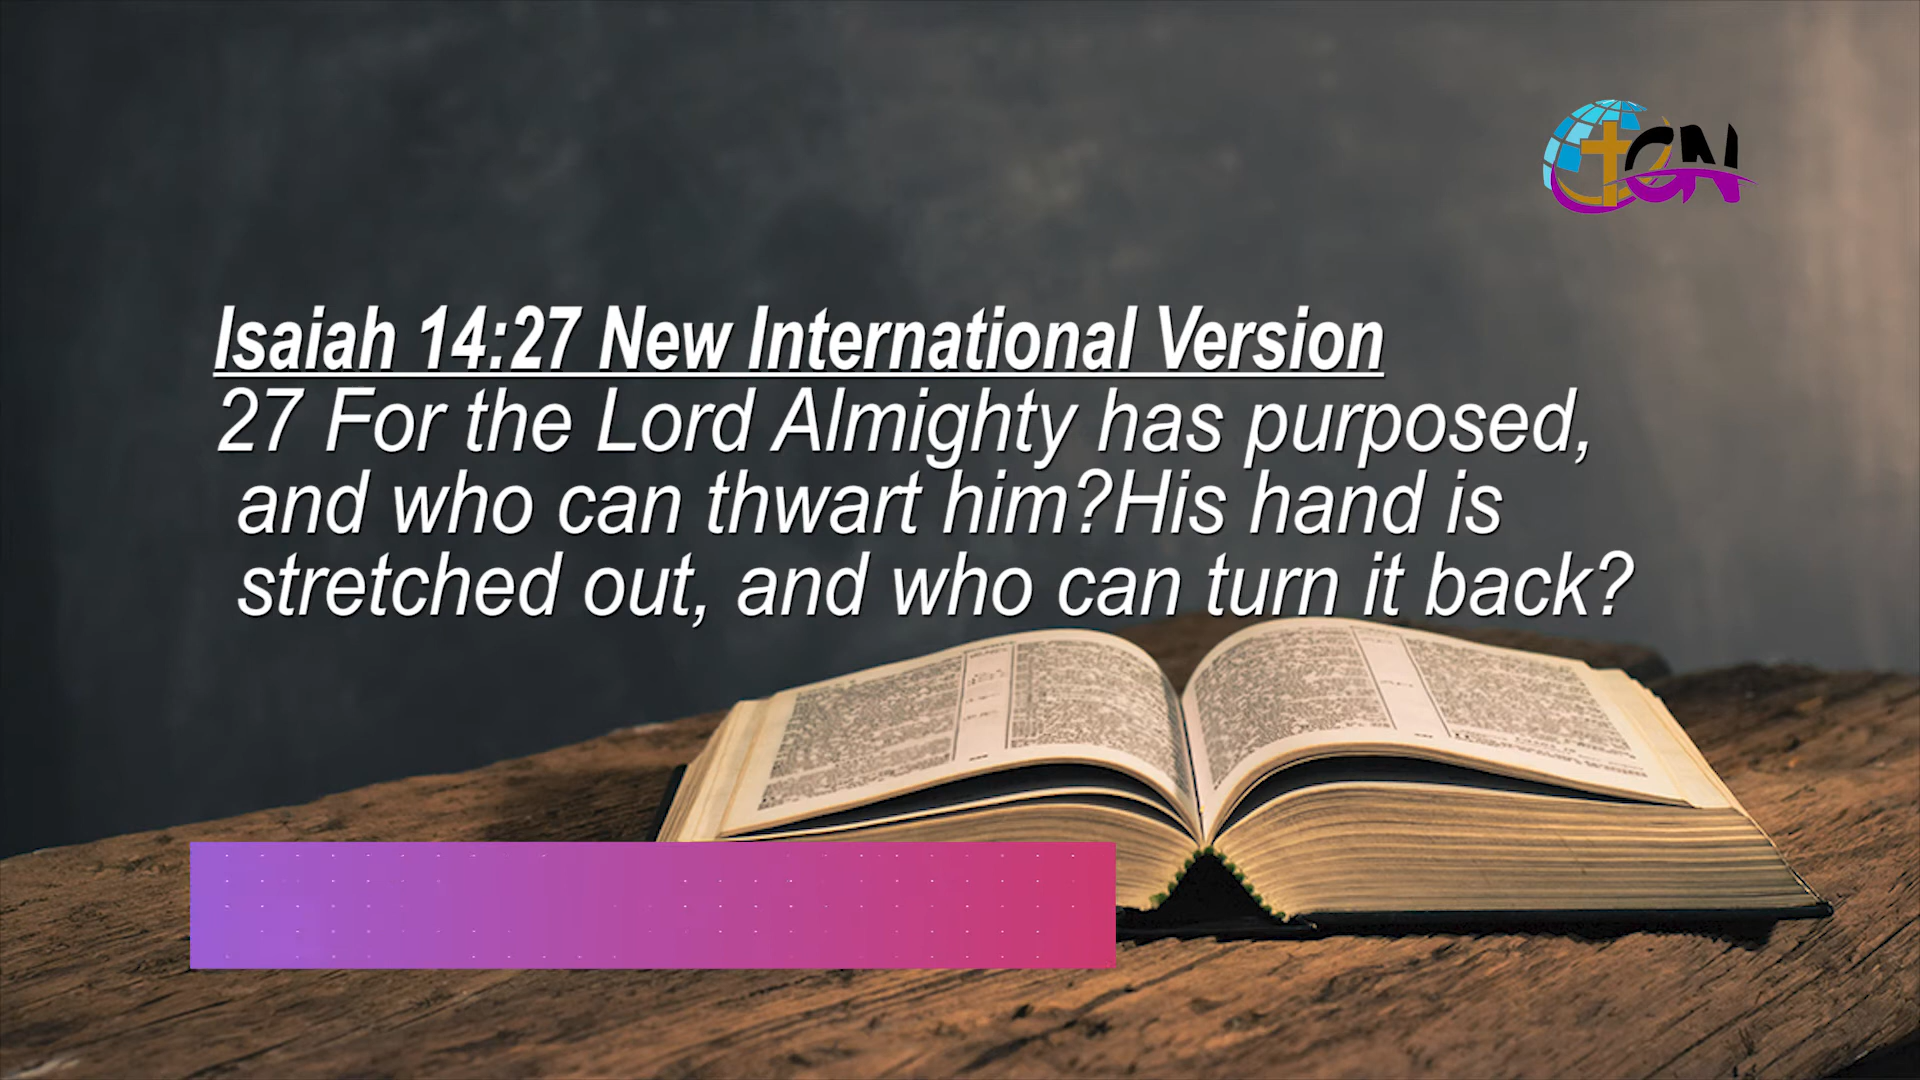 GN
Isaiah 14:27 New International Version
27 For the Lord Almighty has purposed,
and who can thwart him?His hand is
stretched out, and who can turn it back?